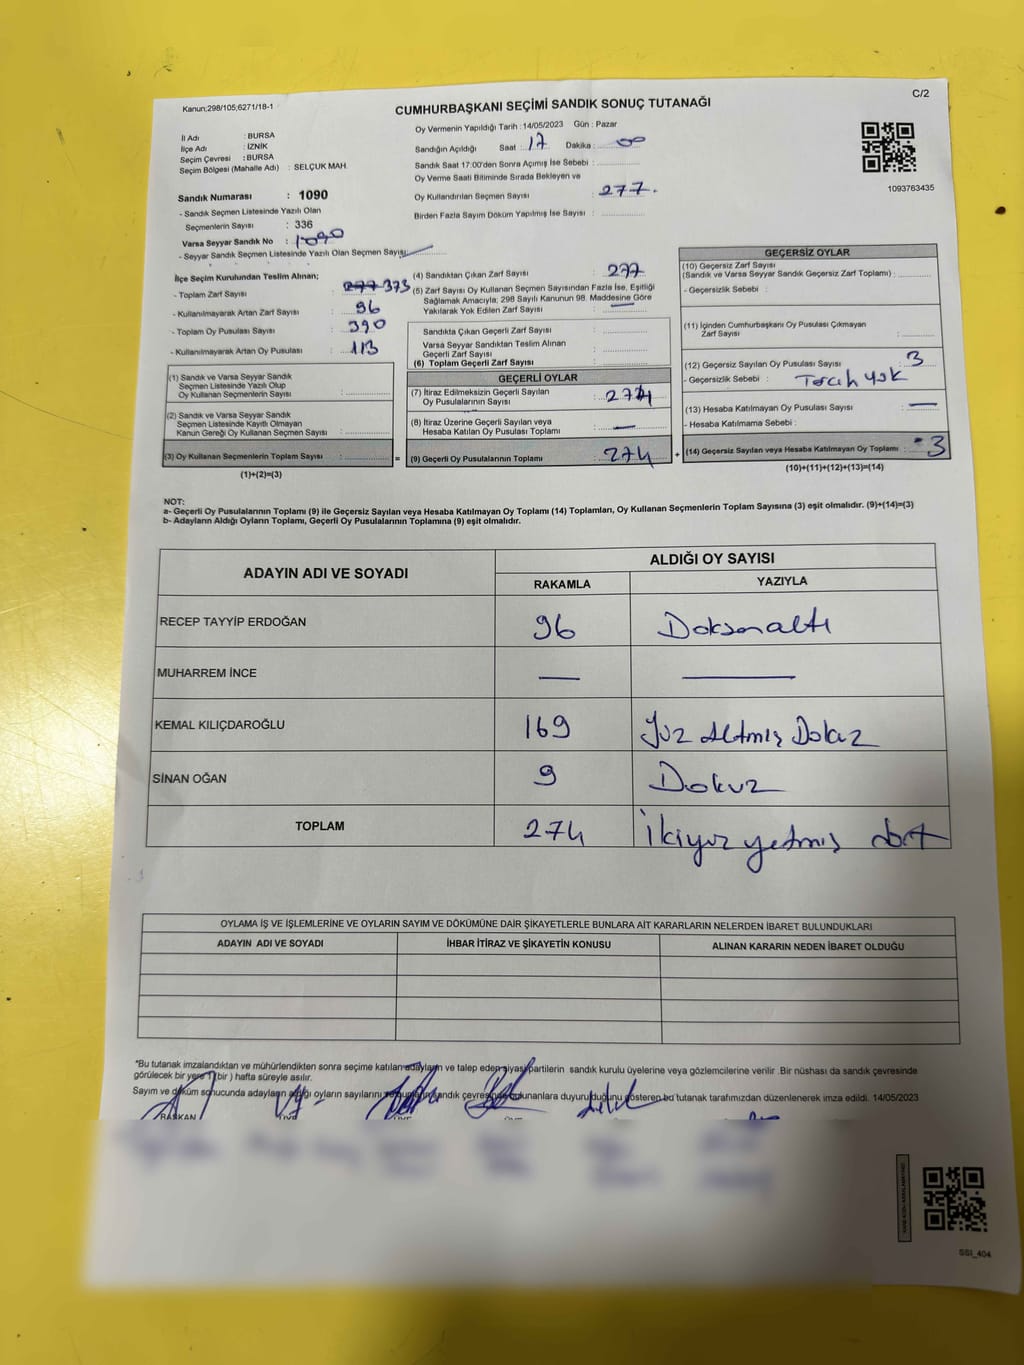 Kanun;298/105;6271/18-1
CUMHURBAŞKANI SEÇİMİ SANDIK SONUÇ TUTANAĞI
C/2
İl Adı : BURSA
İlçe Adı : İZNİK
Seçim Çevresi : BURSA
Seçim Bölgesi (Mahalle Adı) : SELÇUK MAH.
Sandık Numarası : 1090
- Sandık Seçmen Listesinde Yazılı Olan
Seçmenlerin Sayısı : 336
Varsa Seyyar Sandık No : 1090
- Seyyar Sandık Seçmen Listesinde Yazılı Olan Seçmen Sayısı:
Oy Vermenin Yapıldığı Tarih : 14/05/2023 Gün : Pazar
Sandığın Açıldığı Saat : 17 Dakika : 00
Sandık Saat 17:00'den Sonra Açımış İse Sebebi :
Oy Verme Saati Bitiminde Sırada Bekleyen ve
Oy Kullandırılan Seçmen Sayısı : 277.
Birden Fazla Sayım Döküm Yapılmış İse Sayısı :
1093763435
İlçe Seçim Kurulundan Teslim Alınan;
- Toplam Zarf Sayısı : 277 373
- Kullanılmayarak Artan Zarf Sayısı : 96
- Toplam Oy Pusulası Sayısı : 390
- Kullanılmayarak Artan Oy Pusulası : 113
(1) Sandık ve Varsa Seyyar Sandık
Seçmen Listesinde Yazılı Olup
Oy Kullanan Seçmenlerin Sayısı :
(2) Sandık ve Varsa Seyyar Sandık
Seçmen Listesinde Kayıtlı Olmayan
Kanun Gereği Oy Kullanan Seçmen Sayısı :
(3) Oy Kullanan Seçmenlerin Toplam Sayısı : =
(1)+(2)=(3)
(4) Sandıktan Çıkan Zarf Sayısı : 277
(5) Zarf Sayısı Oy Kullanan Seçmen Sayısından Fazla İse, Eşitliği
Sağlamak Amacıyla; 298 Sayılı Kanunun 98. Maddesine Göre
Yakılarak Yok Edilen Zarf Sayısı : —
Sandıkta Çıkan Geçerli Zarf Sayısı :
Varsa Seyyar Sandıktan Teslim Alınan
Geçerli Zarf Sayısı :
(6) Toplam Geçerli Zarf Sayısı :
GEÇERLİ OYLAR
(7) İtiraz Edilmeksizin Geçerli Sayılan
Oy Pusulalarının Sayısı : 274
(8) İtiraz Üzerine Geçerli Sayılan veya
Hesaba Katılan Oy Pusulası Toplamı : —
(9) Geçerli Oy Pusulalarının Toplamı : 274 +
GEÇERSİZ OYLAR
(10) Geçersiz Zarf Sayısı
(Sandık ve Varsa Seyyar Sandık Geçersiz Zarf Toplamı) :
- Geçersizlik Sebebi :
(11) İçinden Cumhurbaşkanı Oy Pusulası Çıkmayan
Zarf Sayısı :
(12) Geçersiz Sayılan Oy Pusulası Sayısı : 3
- Geçersizlik Sebebi : Tercih yok
(13) Hesaba Katılmayan Oy Pusulası Sayısı : —
- Hesaba Katılmama Sebebi :
(14) Geçersiz Sayılan veya Hesaba Katılmayan Oy Toplamı : 3
(10)+(11)+(12)+(13)=(14)
NOT:
a- Geçerli Oy Pusulalarının Toplamı (9) ile Geçersiz Sayılan veya Hesaba Katılmayan Oy Toplamı (14) Toplamları, Oy Kullanan Seçmenlerin Toplam Sayısına (3) eşit olmalıdır. (9)+(14)=(3)
b- Adayların Aldığı Oyların Toplamı, Geçerli Oy Pusulalarının Toplamına (9) eşit olmalıdır.
ADAYIN ADI VE SOYADI ALDIĞI OY SAYISI
RAKAMLA YAZIYLA
RECEP TAYYİP ERDOĞAN 96 Doksanaltı
MUHARREM İNCE — —
KEMAL KILIÇDAROĞLU 169 Yüz Altmış Dokuz
SİNAN OĞAN 9 Dokuz
TOPLAM 274 İkiyüz yetmiş dört
OYLAMA İŞ VE İŞLEMLERİNE VE OYLARIN SAYIM VE DÖKÜMÜNE DAİR ŞİKAYETLERLE BUNLARA AİT KARARLARIN NELERDEN İBARET BULUNDUKLARI
ADAYIN ADI VE SOYADI İHBAR İTİRAZ VE ŞİKAYETİN KONUSU ALINAN KARARIN NEDEN İBARET OLDUĞU
*Bu tutanak imzalandıktan ve mühürlendikten sonra seçime katılan adayların ve talep eden siyasi partilerin sandık kurulu üyelerine veya gözlemcilerine verilir .Bir nüshası da sandık çevresinde
görülecek bir yere 1 (bir ) hafta süreyle asılır.
Sayım ve döküm sonucunda adayların aldığı oyların sayılarını sandık çevresinde bulunanlara duyurulduğunu gösteren bu tutanak tarafımızdan düzenlenerek imza edildi. 14/05/2023
BAŞKAN ÜYE ÜYE
SSI_404